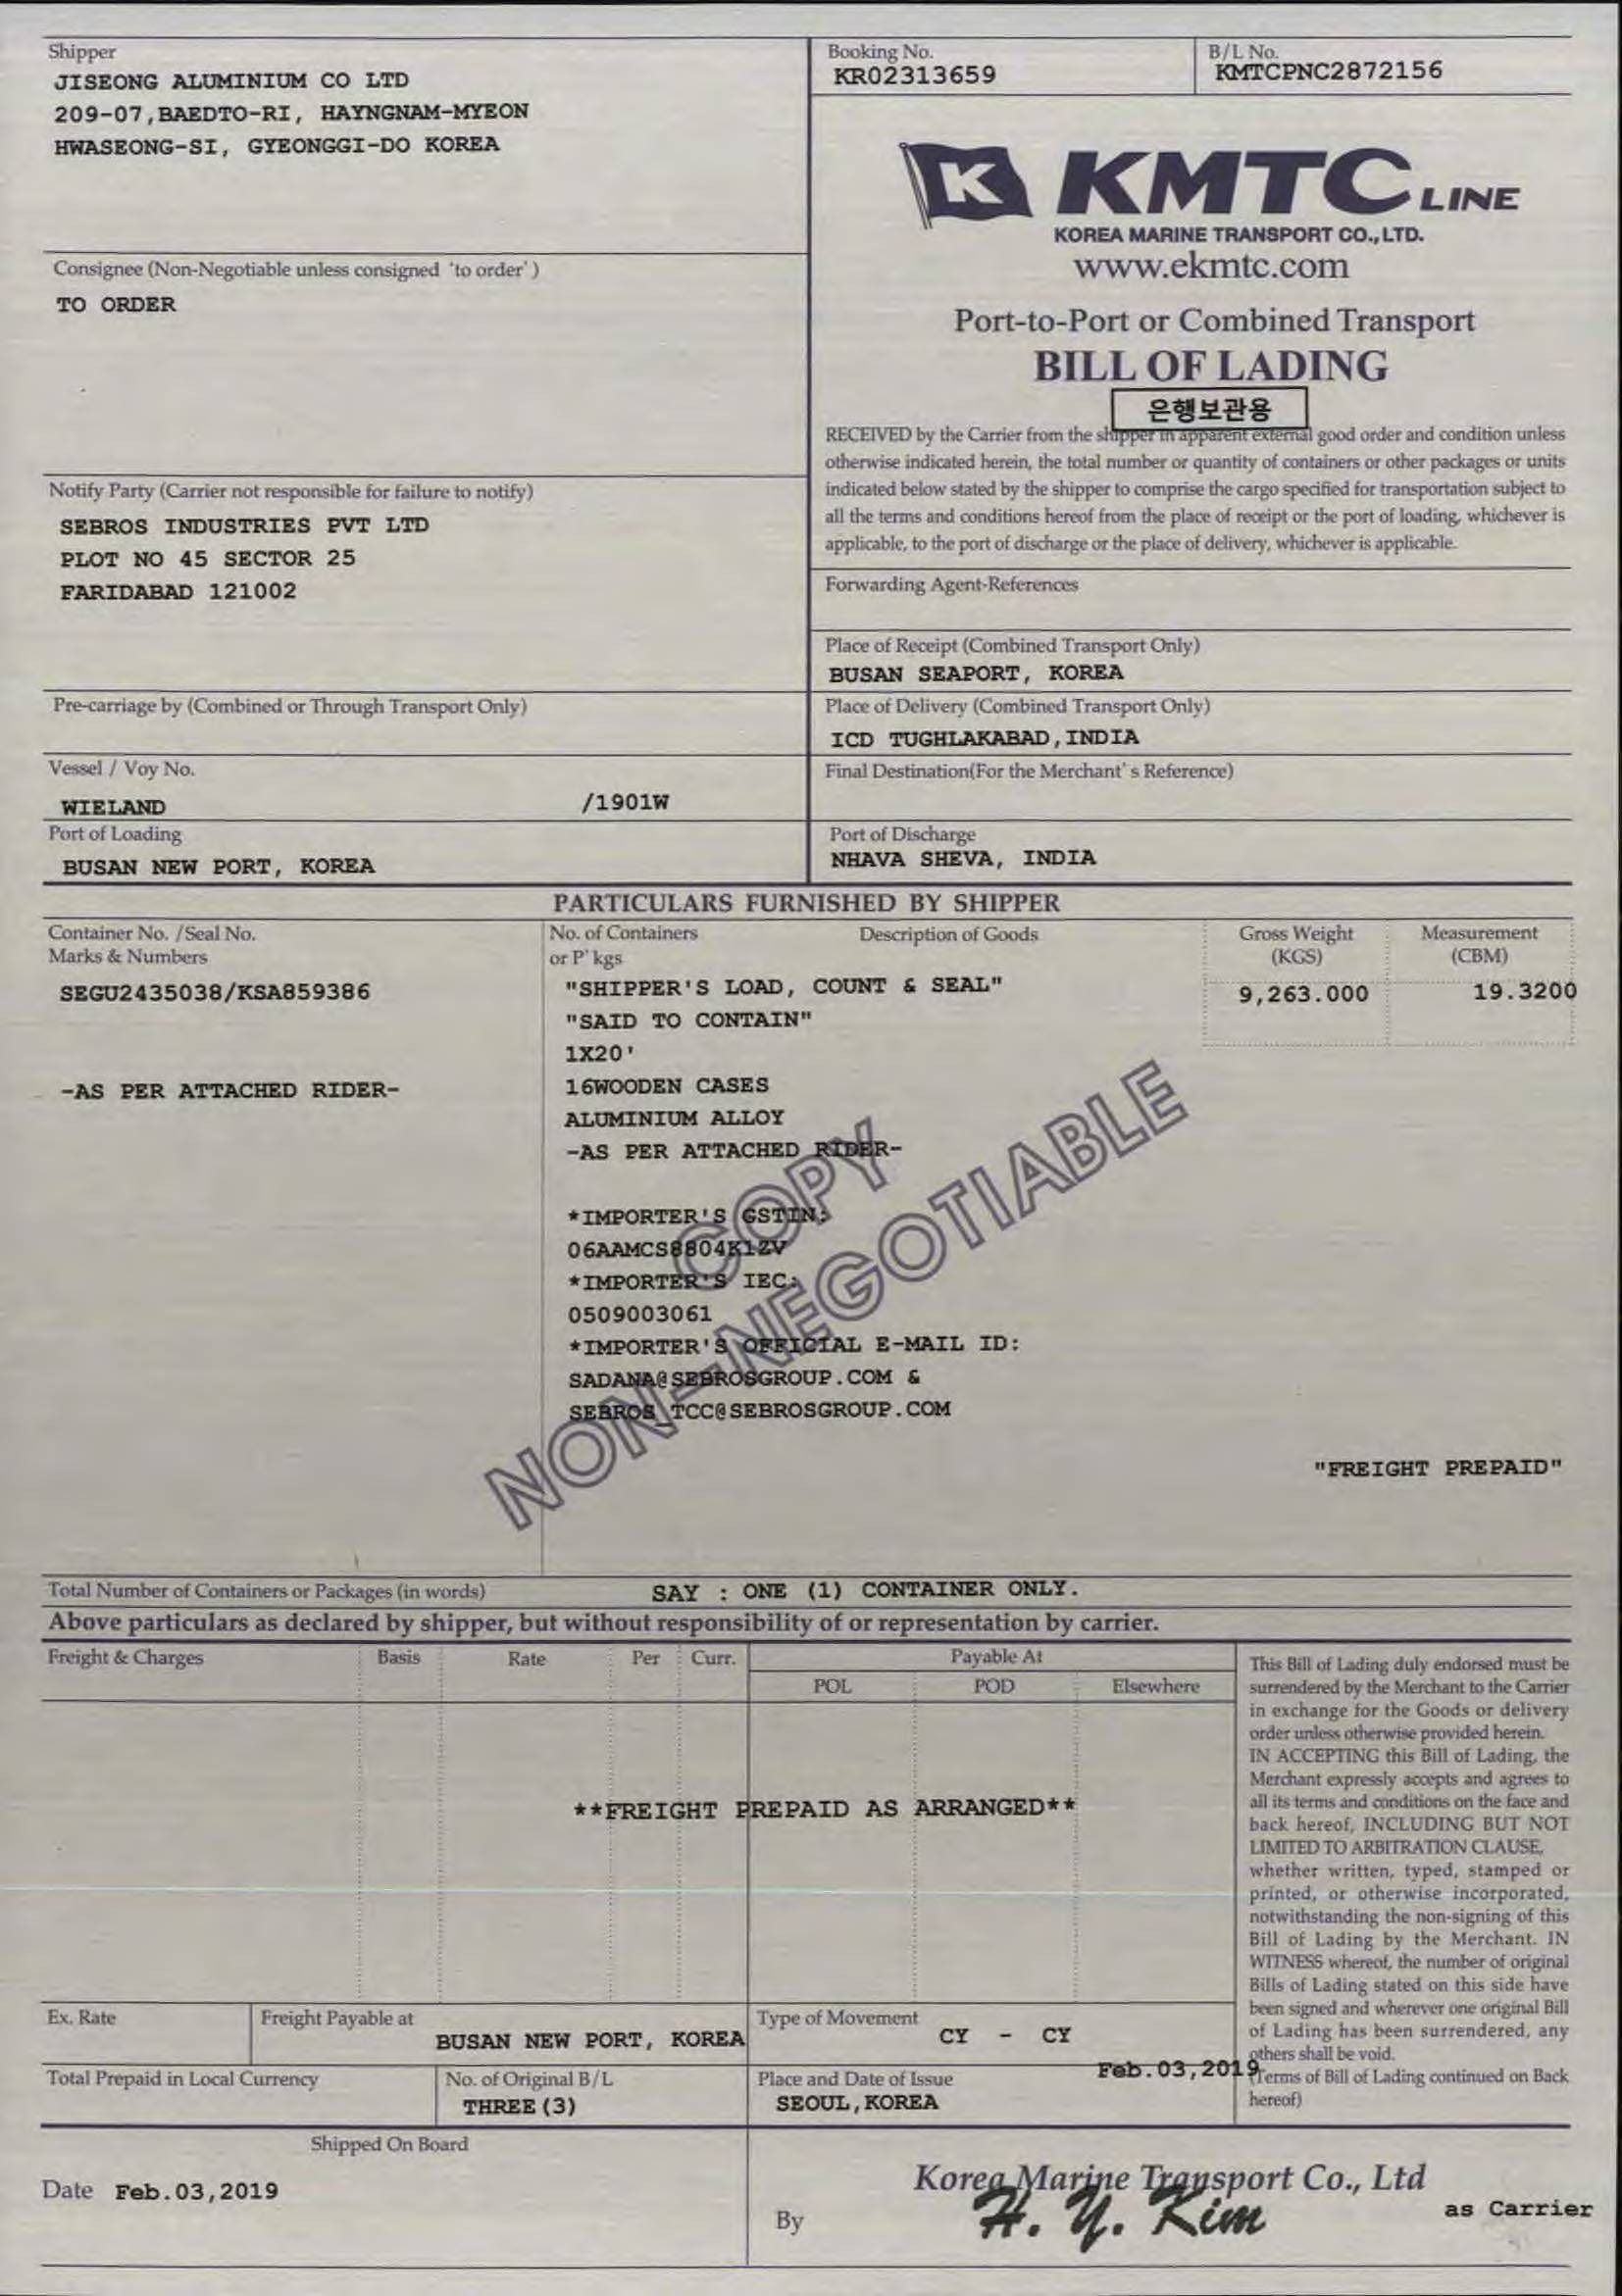 Shipper
JISEONG ALUMINIUM CO LTD
209-07,BAEDTO-RI, HAYNGNAM-MYEON
HWASEONG-SI, GYEONGGI-DO KOREA
Booking No.
KR02313659
B/L No.
KMTCPNC2872156
K KMTC LINE
KOREA MARINE TRANSPORT CO., LTD.
www.ekmtc.com
Port-to-Port or Combined Transport
BILL OF LADING
은행보관용
RECEIVED by the Carrier from the shipper in apparent external good order and condition unless
otherwise indicated herein, the total number or quantity of containers or other packages or units
indicated below stated by the shipper to comprise the cargo specified for transportation subject to
all the terms and conditions hereof from the place of receipt or the port of loading, whichever is
applicable, to the port of discharge or the place of delivery, whichever is applicable.
Consignee (Non-Negotiable unless consigned 'to order' )
TO ORDER
Notify Party (Carrier not responsible for failure to notify)
SEBROS INDUSTRIES PVT LTD
PLOT NO 45 SECTOR 25
FARIDABAD 121002
Forwarding Agent-References
Place of Receipt (Combined Transport Only)
BUSAN SEAPORT, KOREA
Pre-carriage by (Combined or Through Transport Only)
Place of Delivery (Combined Transport Only)
ICD TUGHLAKABAD,INDIA
Vessel / Voy No.
WIELAND /1901W
Final Destination(For the Merchant' s Reference)
Port of Loading
BUSAN NEW PORT, KOREA
Port of Discharge
NHAVA SHEVA, INDIA
PARTICULARS FURNISHED BY SHIPPER
Container No. /Seal No.
Marks & Numbers
No. of Containers
or P' kgs
Description of Goods
Gross Weight
(KGS)
Measurement
(CBM)
SEGU2435038/KSA859386
-AS PER ATTACHED RIDER-
"SHIPPER'S LOAD, COUNT & SEAL"
"SAID TO CONTAIN"
1X20'
16WOODEN CASES
ALUMINIUM ALLOY
-AS PER ATTACHED RIDER-
9,263.000
19.3200
*IMPORTER'S GSTIN:
06AAMCS8804K1ZV
*IMPORTER'S IEC:
0509003061
*IMPORTER'S OFFICIAL E-MAIL ID:
SADANA@SEBROSGROUP.COM &
SEBROS_TCC@SEBROSGROUP.COM
COPY
NON-NEGOTIABLE
"FREIGHT PREPAID"
Total Number of Containers or Packages (in words)
SAY : ONE (1) CONTAINER ONLY.
Above particulars as declared by shipper, but without responsibility of or representation by carrier.
Freight & Charges
Basis
Rate
Per
Curr.
Payable At
POL
POD
Elsewhere
**FREIGHT PREPAID AS ARRANGED**
This Bill of Lading duly endorsed must be
surrendered by the Merchant to the Carrier
in exchange for the Goods or delivery
order unless otherwise provided herein.
IN ACCEPTING this Bill of Lading, the
Merchant expressly accepts and agrees to
all its terms and conditions on the face and
back hereof, INCLUDING BUT NOT
LIMITED TO ARBITRATION CLAUSE,
whether written, typed, stamped or
printed, or otherwise incorporated,
notwithstanding the non-signing of this
Bill of Lading by the Merchant. IN
WITNESS whereof, the number of original
Bills of Lading stated on this side have
been signed and wherever one original Bill
of Lading has been surrendered, any
others shall be void.
(Terms of Bill of Lading continued on Back
hereof)
Ex. Rate
Freight Payable at
BUSAN NEW PORT, KOREA
Type of Movement
CY - CY
Total Prepaid in Local Currency
No. of Original B/L
THREE(3)
Place and Date of Issue
Feb.03,2019
SEOUL,KOREA
Shipped On Board
Date Feb.03,2019
Korea Marine Transport Co., Ltd
By H. Y. Kim
as Carrier